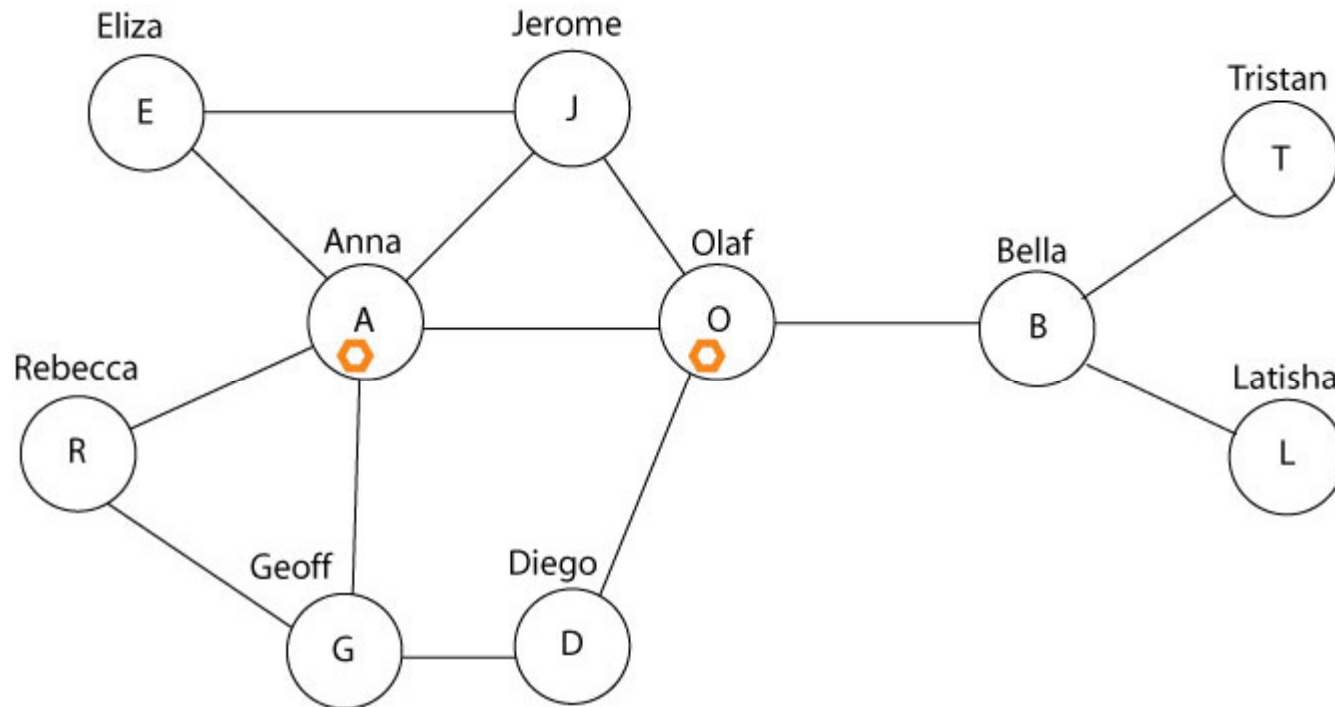 Eliza
E
Jerome
J
Tristan
T
Anna
A
Olaf
O
Bella
B
Rebecca
R
Latisha
L
Geoff
G
Diego
D